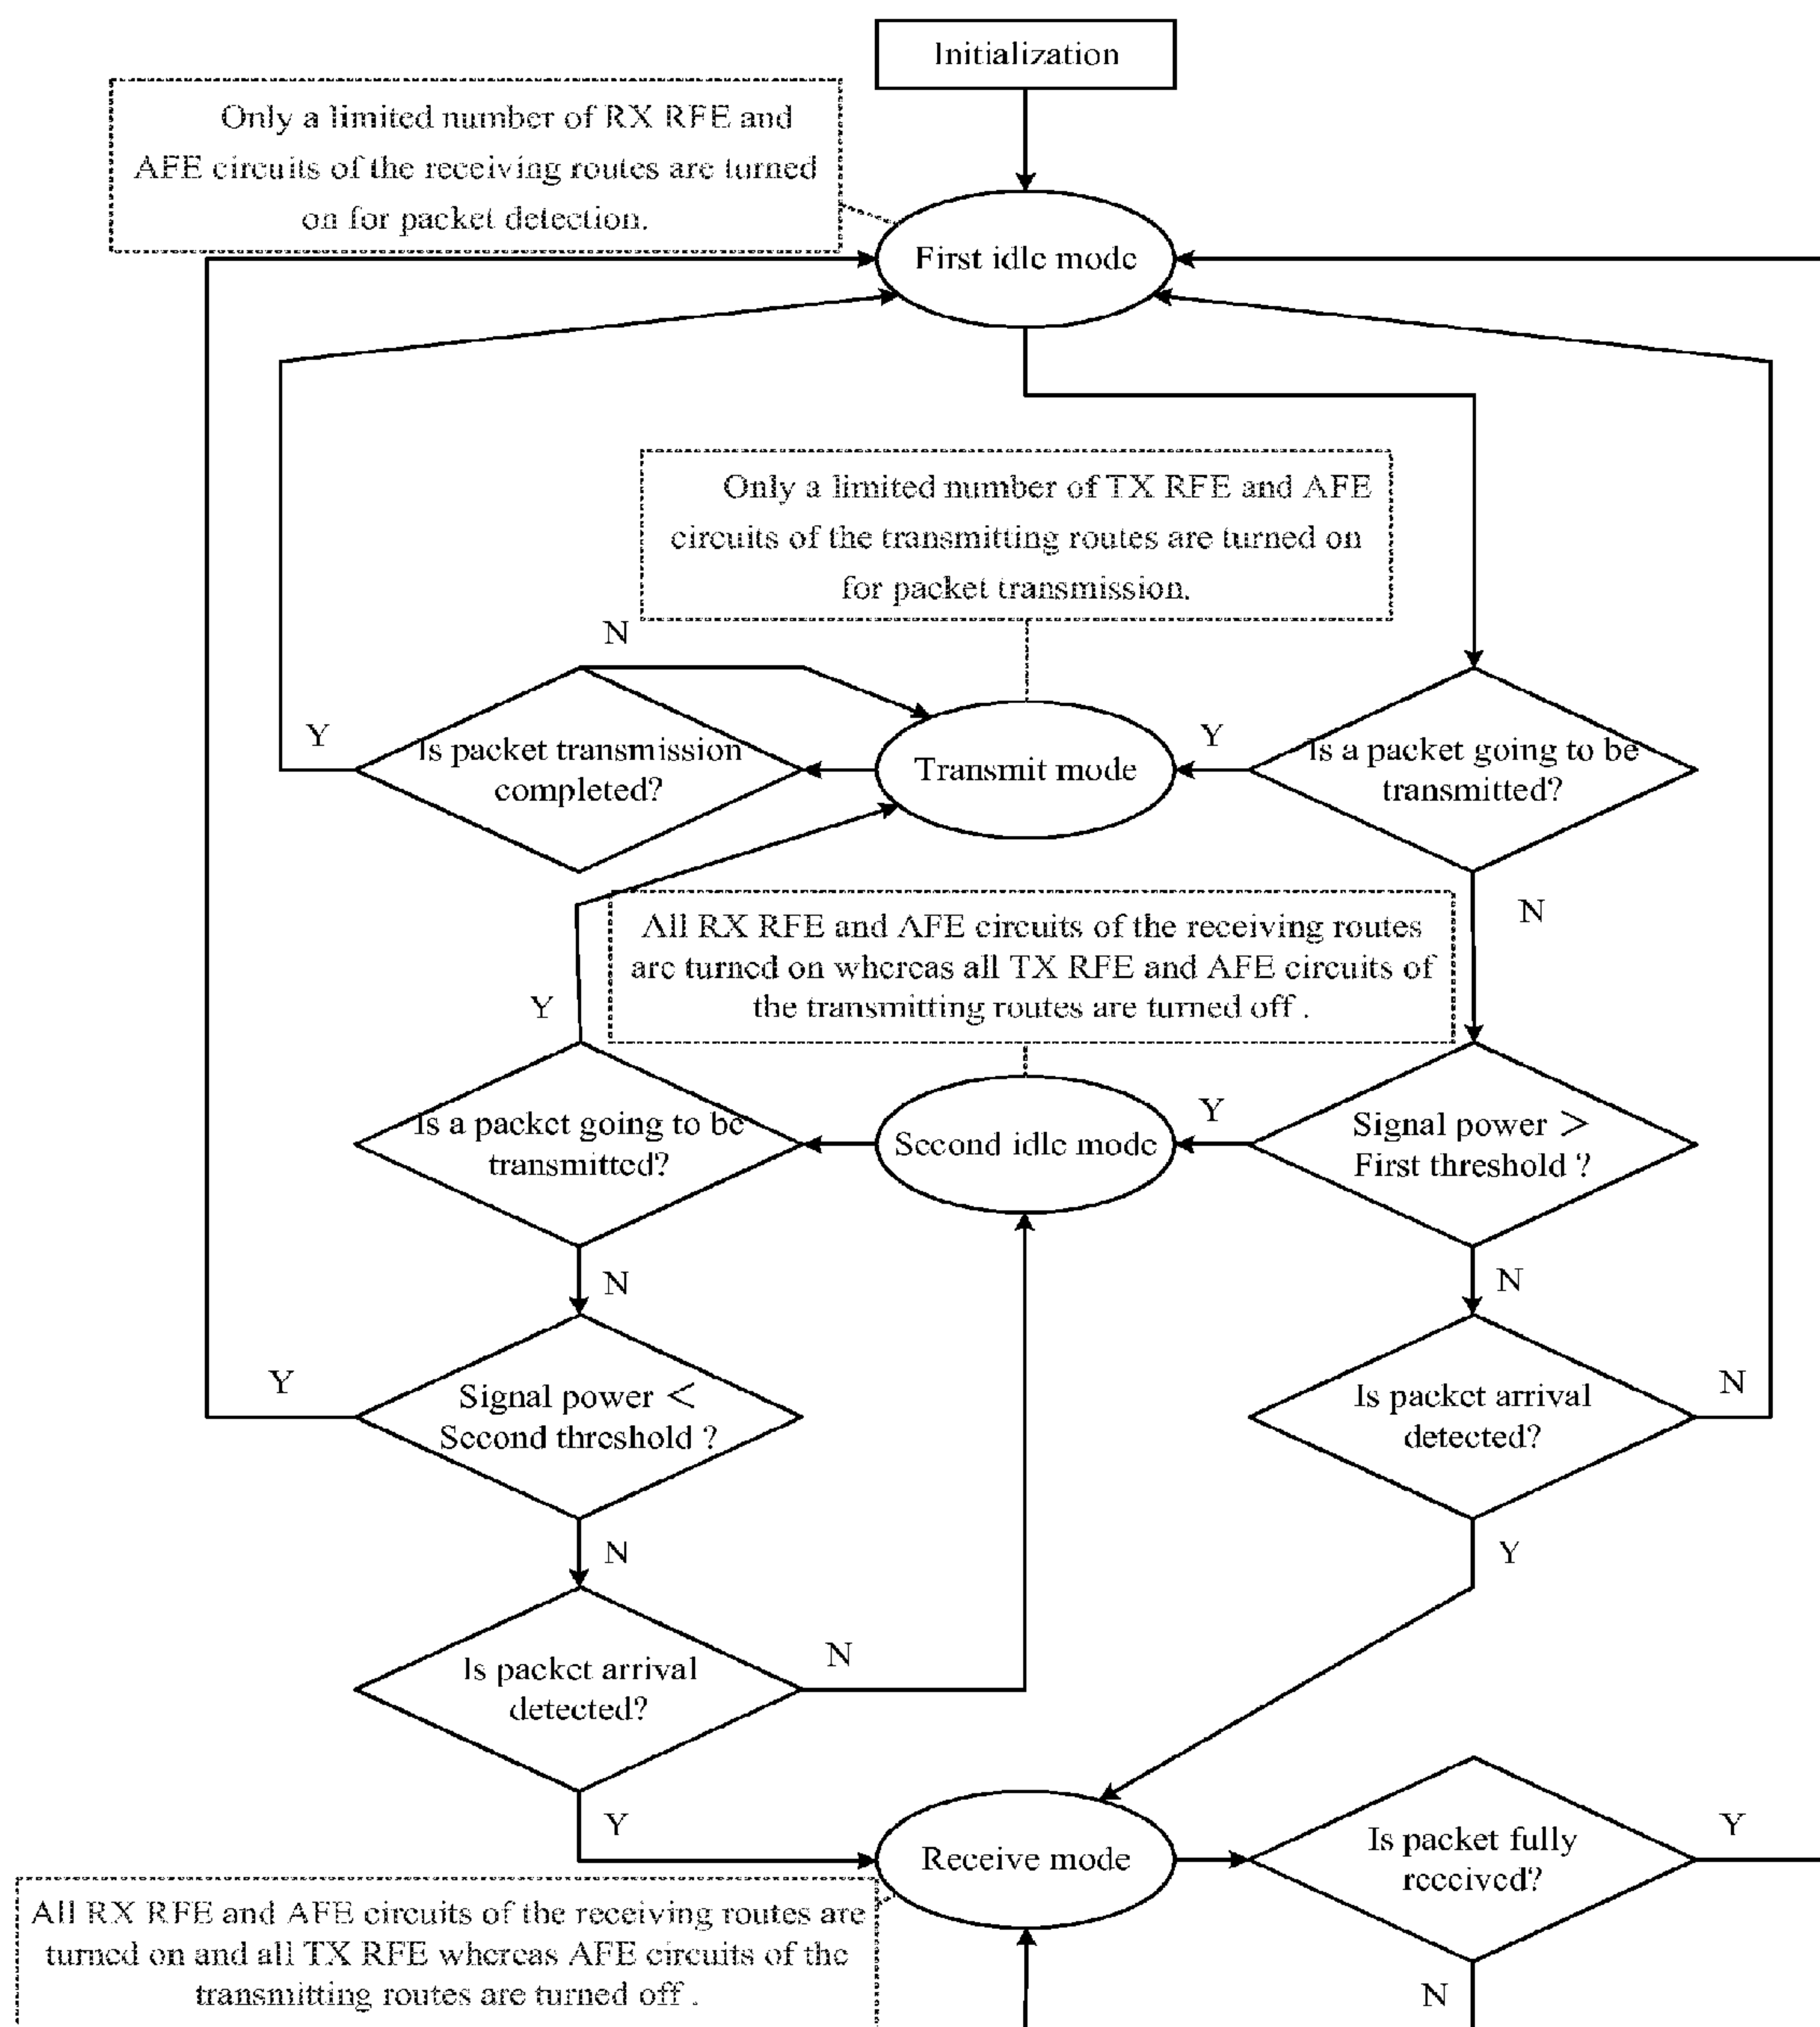 Initialization
Only a limited number of RX RFE and
AFE circuits of the receiving routes are turned
on for packet detection.
First idle mode
Only a limited number of TX RFE and AFE
circuits of the transmitting routes are turned on
for packet transmission.
N
Y
Is packet transmission
completed?
Transmit mode
Y
Is a packet going to be
transmitted?
N
All RX RFE and AFE circuits of the receiving routes
are turned on whereas all TX RFE and AFE circuits of
the transmitting routes are turned off .
Y
Is a packet going to be
transmitted?
Second idle mode
Y
Signal power >
First threshold ?
N
N
Y
Signal power <
Second threshold ?
Is packet arrival
detected?
N
N
Y
Is packet arrival
detected?
N
Y
Receive mode
Is packet fully
received?
Y
All RX RFE and AFE circuits of the receiving routes are
turned on and all TX RFE whereas AFE circuits of the
transmitting routes are turned off .
N